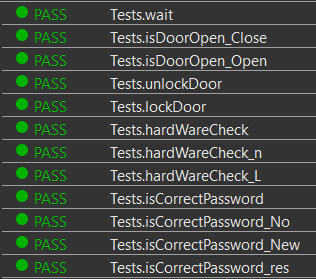 PASS Tests.wait
PASS Tests.isDoorOpen_Close
PASS Tests.isDoorOpen_Open
PASS Tests.unlockDoor
PASS Tests.lockDoor
PASS Tests.hardWareCheck
PASS Tests.hardWareCheck_n
PASS Tests.hardWareCheck_L
PASS Tests.isCorrectPassword
PASS Tests.isCorrectPassword_No
PASS Tests.isCorrectPassword_New
PASS Tests.isCorrectPassword_res